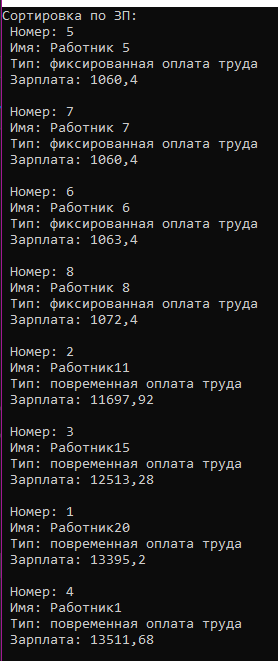 Сортировка по ЗП:
Номер: 5
Имя: Работник 5
Тип: фиксированная оплата труда
Зарплата: 1060,4
Номер: 7
Имя: Работник 7
Тип: фиксированная оплата труда
Зарплата: 1060,4
Номер: 6
Имя: Работник 6
Тип: фиксированная оплата труда
Зарплата: 1063,4
Номер: 8
Имя: Работник 8
Тип: фиксированная оплата труда
Зарплата: 1072,4
Номер: 2
Имя: Работник11
Тип: повременная оплата труда
Зарплата: 11697,92
Номер: 3
Имя: Работник15
Тип: повременная оплата труда
Зарплата: 12513,28
Номер: 1
Имя: Работник20
Тип: повременная оплата труда
Зарплата: 13395,2
Номер: 4
Имя: Работник1
Тип: повременная оплата труда
Зарплата: 13511,68